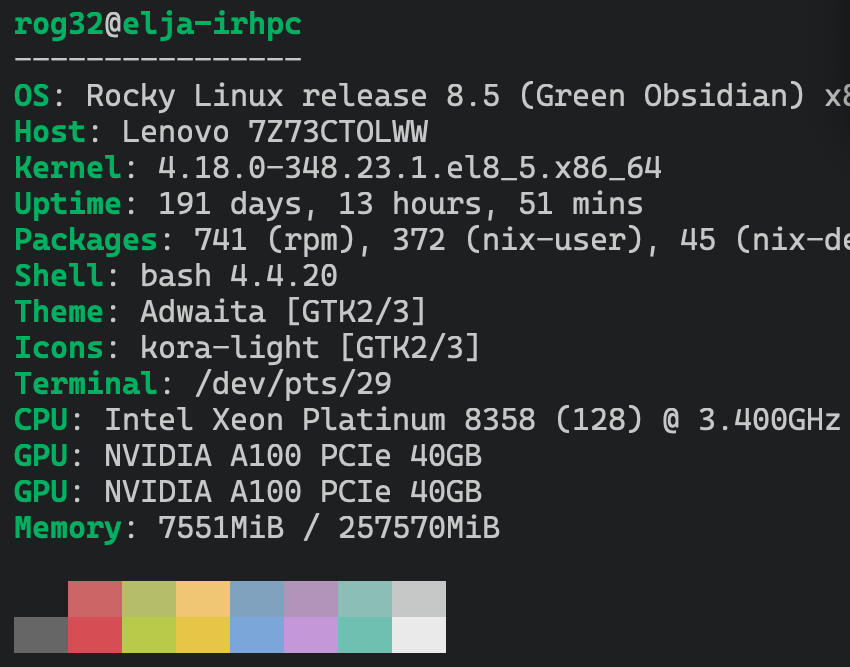 rog32@elja-irhpc
----------------
OS: Rocky Linux release 8.5 (Green Obsidian)
Host: Lenovo 7Z73CTOLWW
Kernel: 4.18.0-348.23.1.el8_5.x86_64
Uptime: 191 days, 13 hours, 51 mins
Packages: 741 (rpm), 372 (nix-user), 45
Shell: bash 4.4.20
Theme: Adwaita [GTK2/3]
Icons: kora-light [GTK2/3]
Terminal: /dev/pts/29
CPU: Intel Xeon Platinum 8358 (128) @ 3.400GHz
GPU: NVIDIA A100 PCIe 40GB
GPU: NVIDIA A100 PCIe 40GB
Memory: 7551MiB / 257570MiB